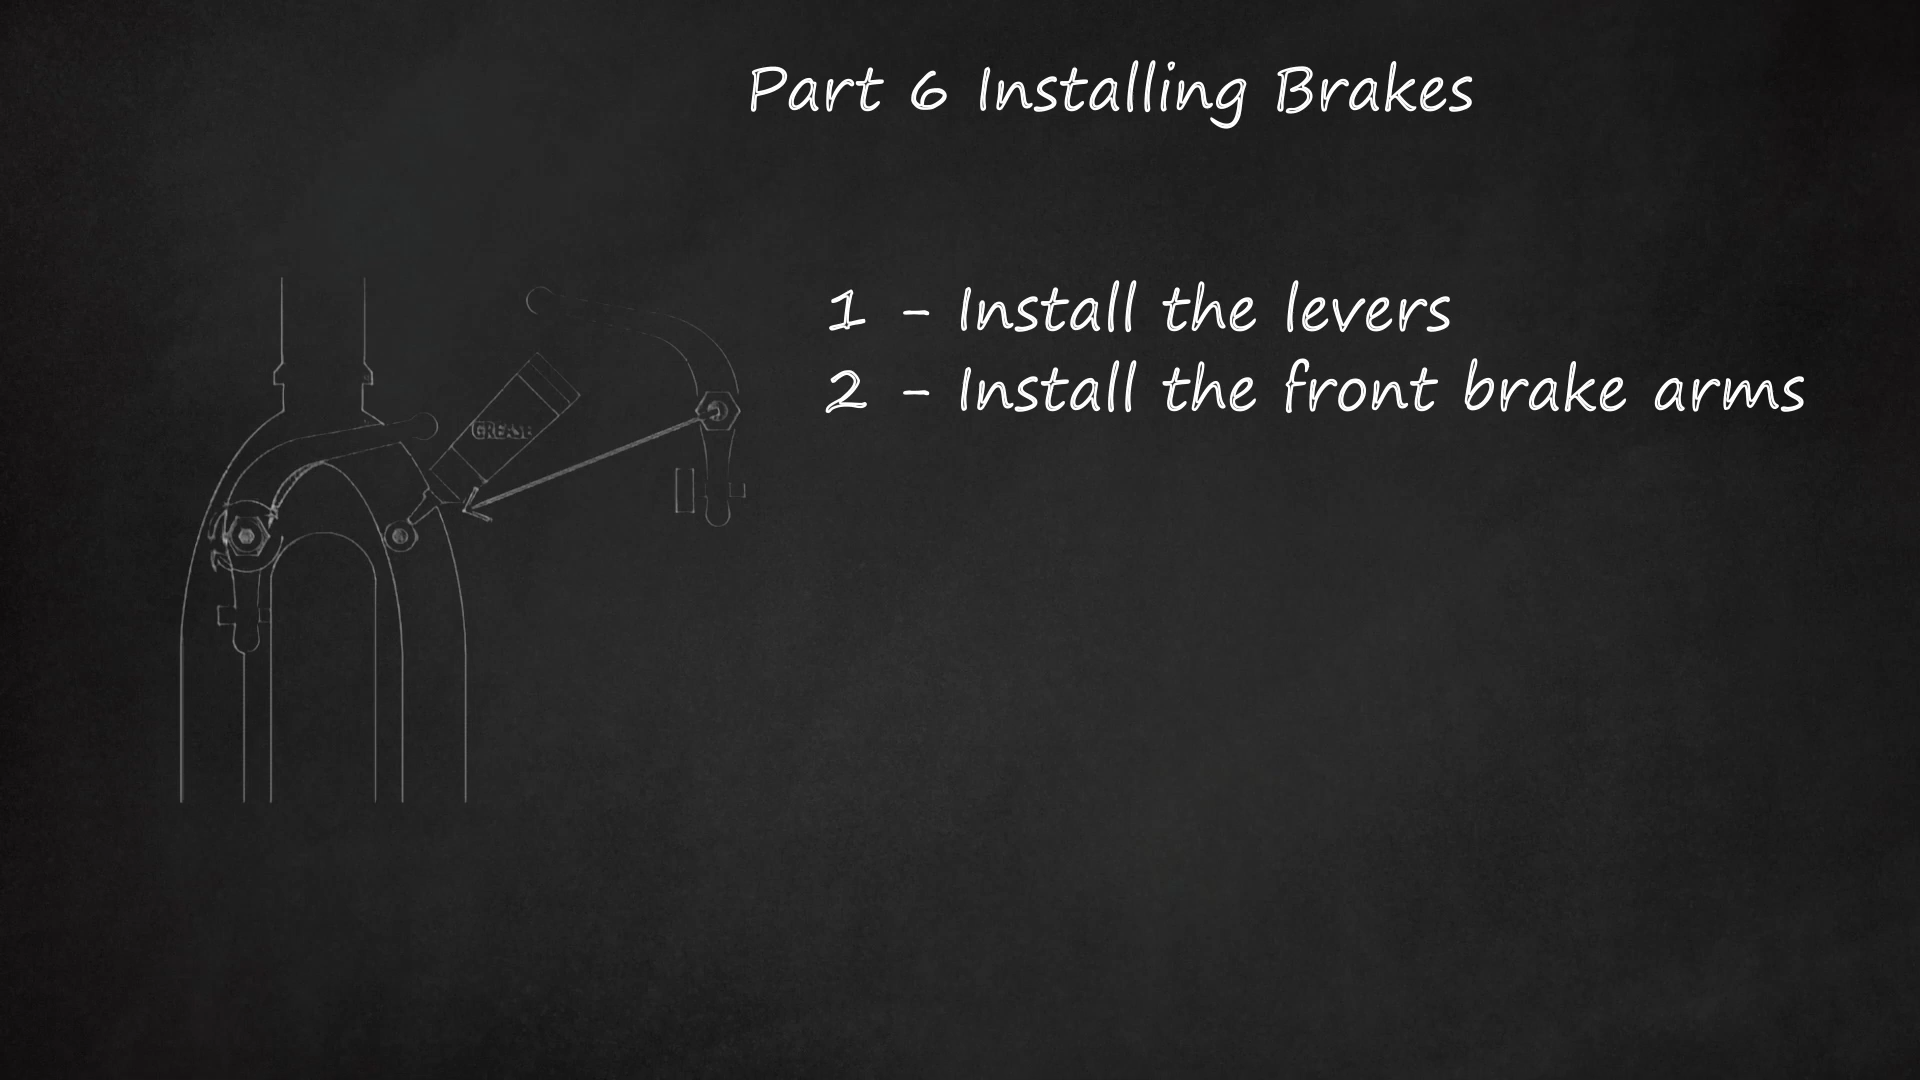 Part 6 Installing Brakes
1 - Install the levers
2 - Install the front brake arms
GREASE